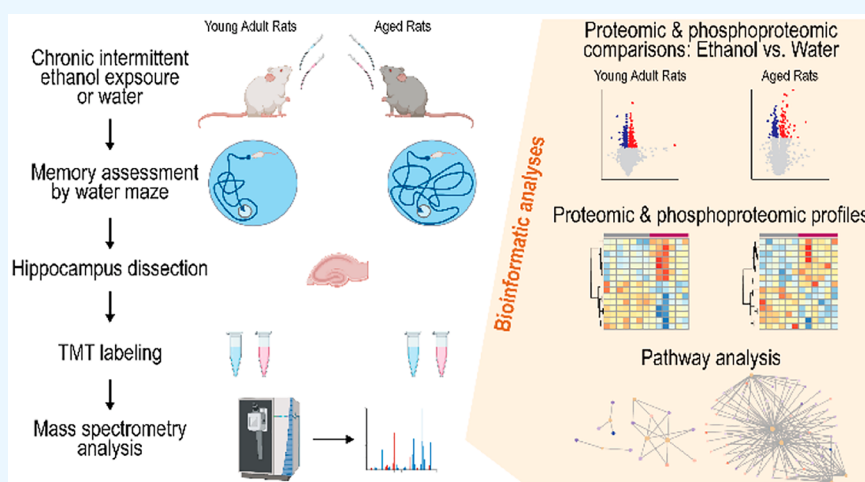 Young Adult Rats
Aged Rats
Chronic intermittent
ethanol expsoure
or water
Memory assessment
by water maze
Hippocampus dissection
TMT labeling
Mass spectrometry
analysis
Bioinformatic analyses
Proteomic & phosphoproteomic
comparisons: Ethanol vs. Water
Young Adult Rats
Aged Rats
Proteomic & phosphoproteomic profiles
Pathway analysis